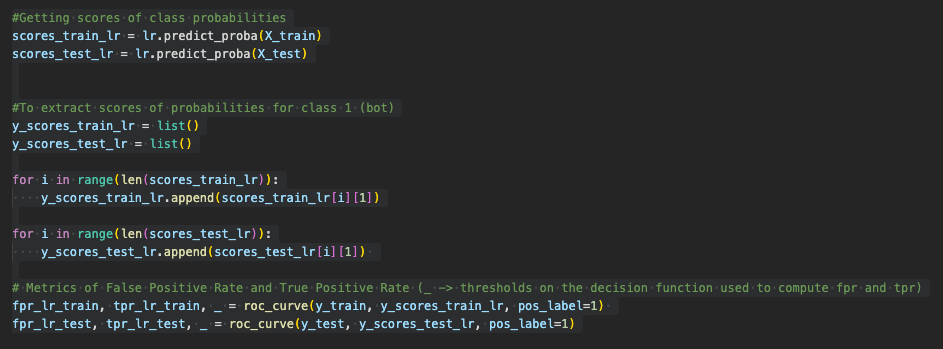 #Getting scores of class probabilities
scores_train_lr = lr.predict_proba(X_train)
scores_test_lr = lr.predict_proba(X_test)
#To extract scores of probabilities for class 1 (bot)
y_scores_train_lr = list()
y_scores_test_lr = list()
for i in range(len(scores_train_lr)):
    y_scores_train_lr.append(scores_train_lr[i][1])
for i in range(len(scores_test_lr)):
    y_scores_test_lr.append(scores_test_lr[i][1])
# Metrics of False Positive Rate and True Positive Rate (_ -> thresholds on the decision function used to compute fpr and tpr)
fpr_lr_train, tpr_lr_train, _ = roc_curve(y_train, y_scores_train_lr, pos_label=1)
fpr_lr_test, tpr_lr_test, _ = roc_curve(y_test, y_scores_test_lr, pos_label=1)